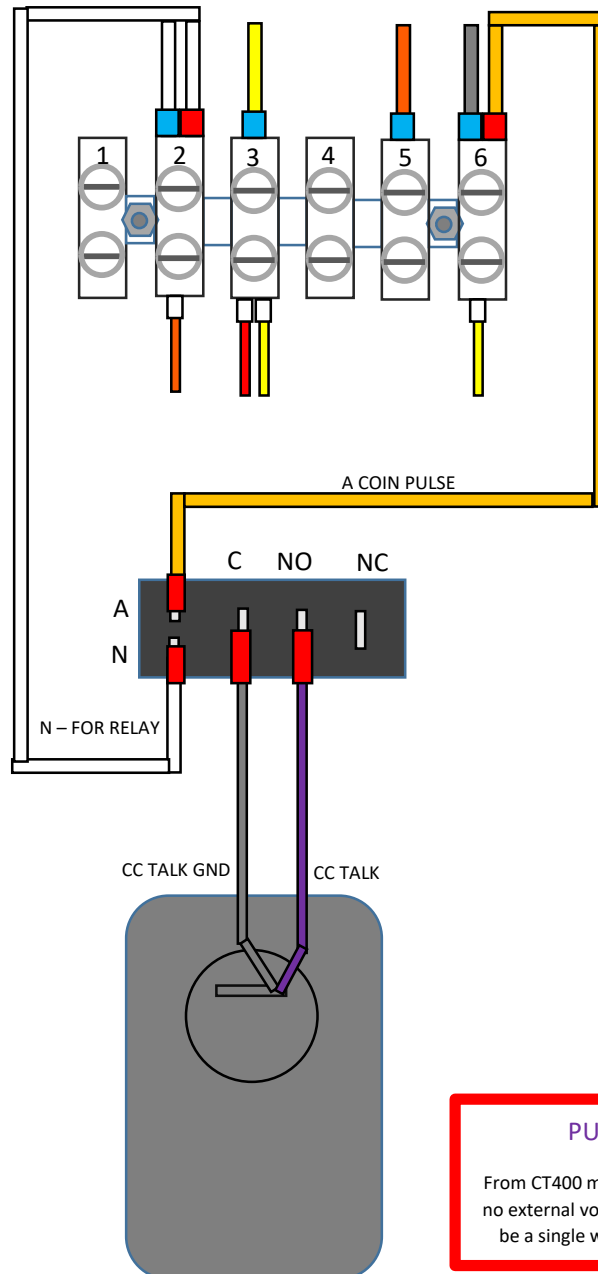 1 2 3 4 5 6
A COIN PULSE
C NO NC
A
N
N – FOR RELAY
CC TALK GND CC TALK
From CT400
no external
be a single